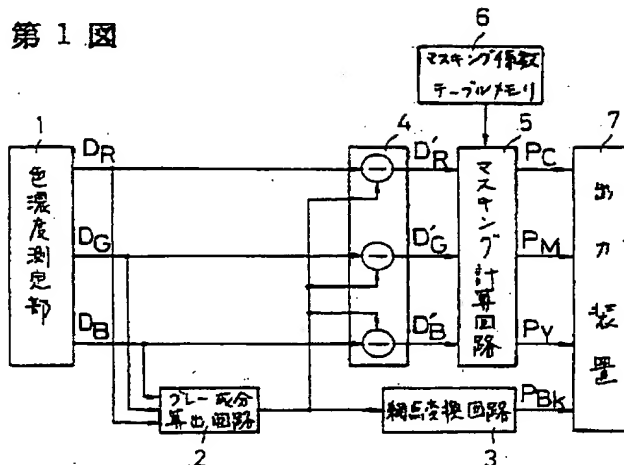 第1図
6
マスキング係数
テーブルメモリ
1
4
5
7
DR
D'R
PC
色濃度測定部
マスキング計算回路
出力装置
DG
D'G
PM
DB
D'B
PY
グレー成分
算出回路
網点変換回路
PBk
2
3